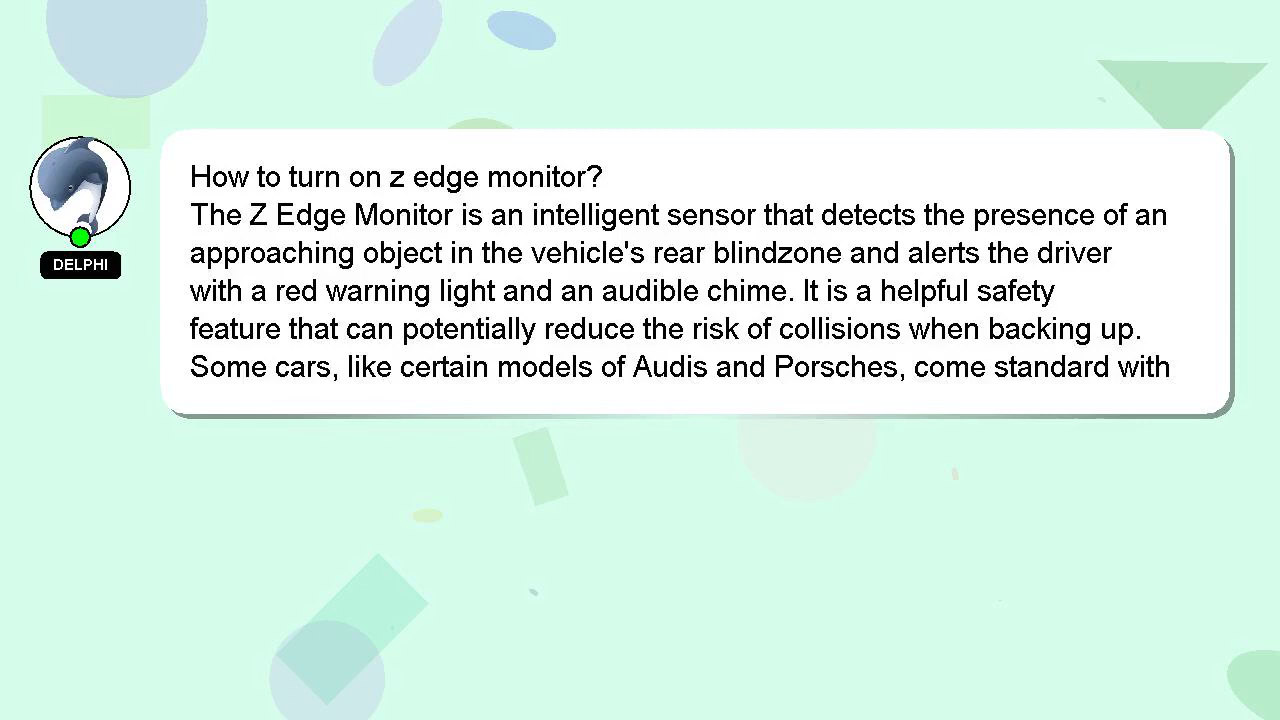 How to turn on z edge monitor?
The Z Edge Monitor is an intelligent sensor that detects the presence of an
approaching object in the vehicle's rear blindzone and alerts the driver
with a red warning light and an audible chime. It is a helpful safety
feature that can potentially reduce the risk of collisions when backing up.
Some cars, like certain models of Audis and Porsches, come standard with
DELPHI